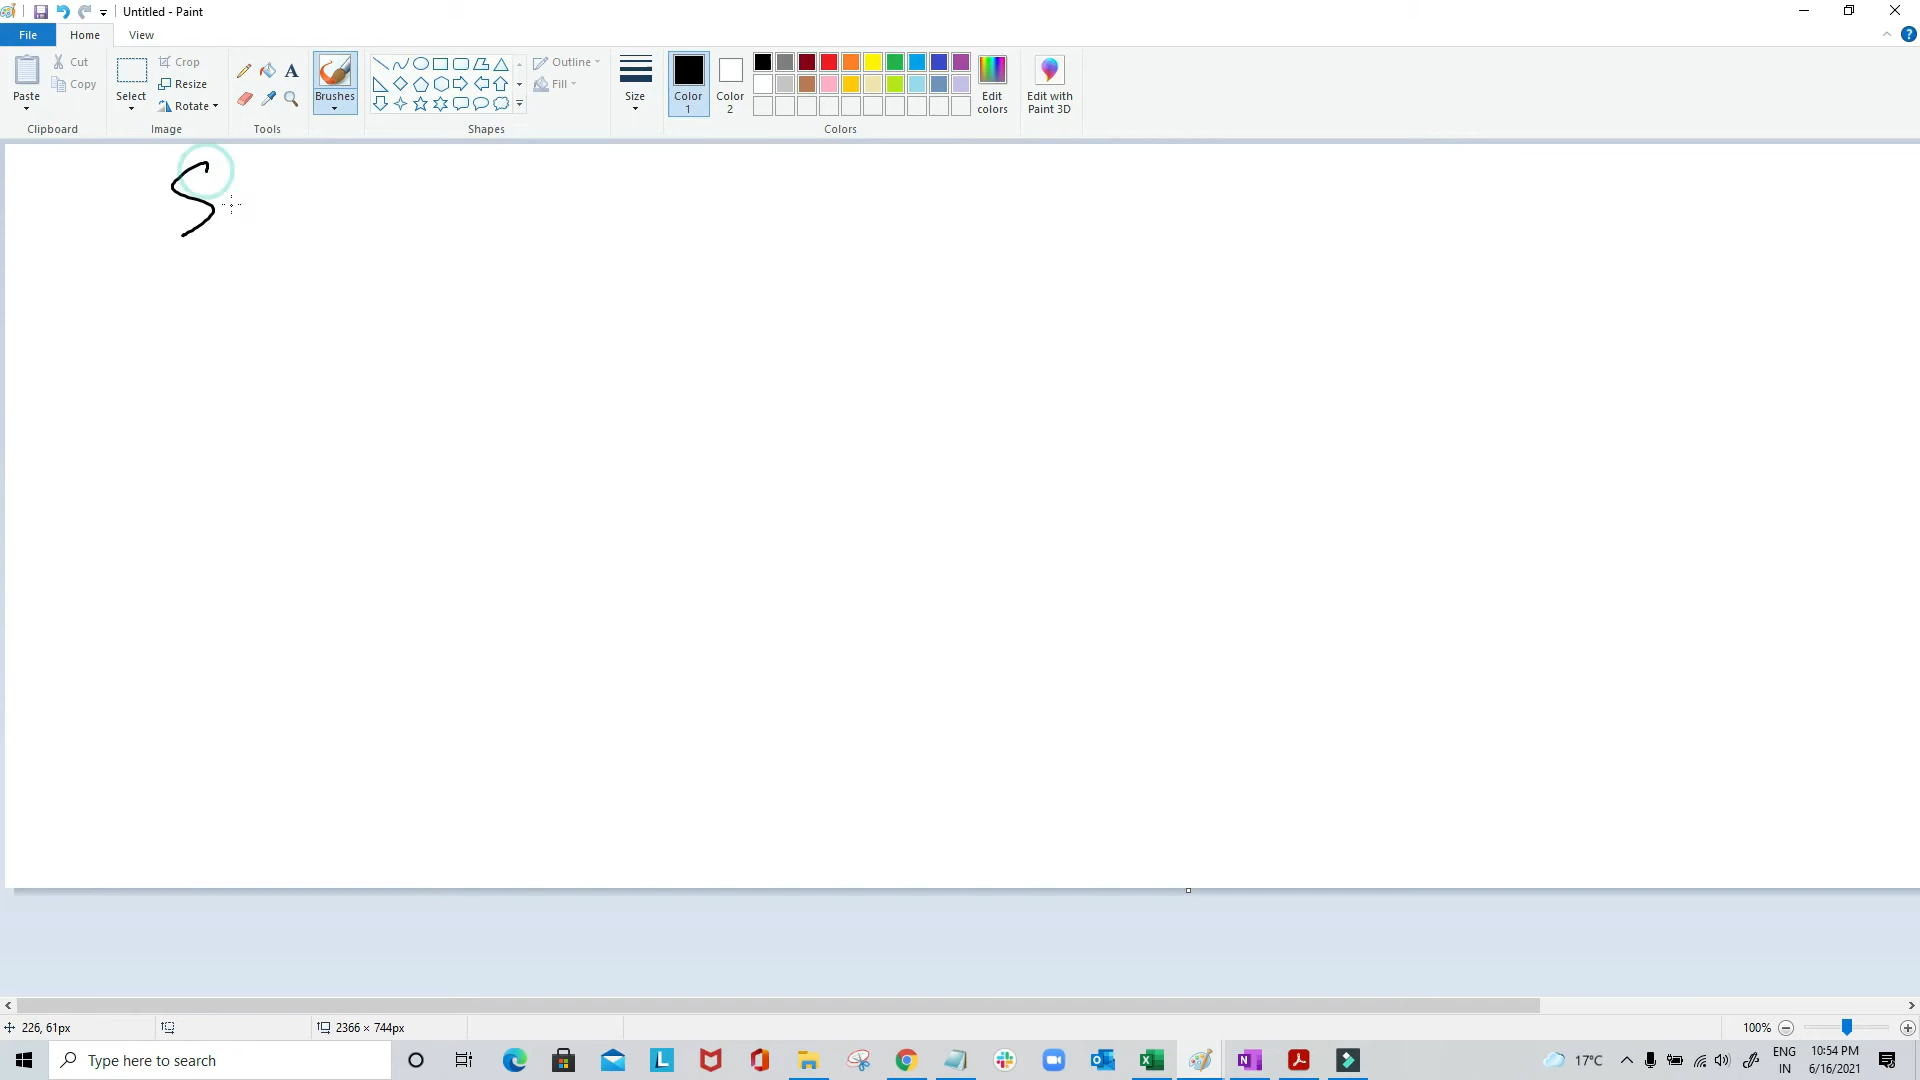 Untitled - Paint
File Home View
Paste Cut Copy Clipboard
Select Crop Resize Rotate Image
A Tools
Brushes
Shapes Outline Fill
Size
Color 1 Color 2 Edit colors Colors
Edit with Paint 3D
S
226, 61px 2366 × 744px 100%
Type here to search
17°C ENG IN 10:54 PM 6/16/2021